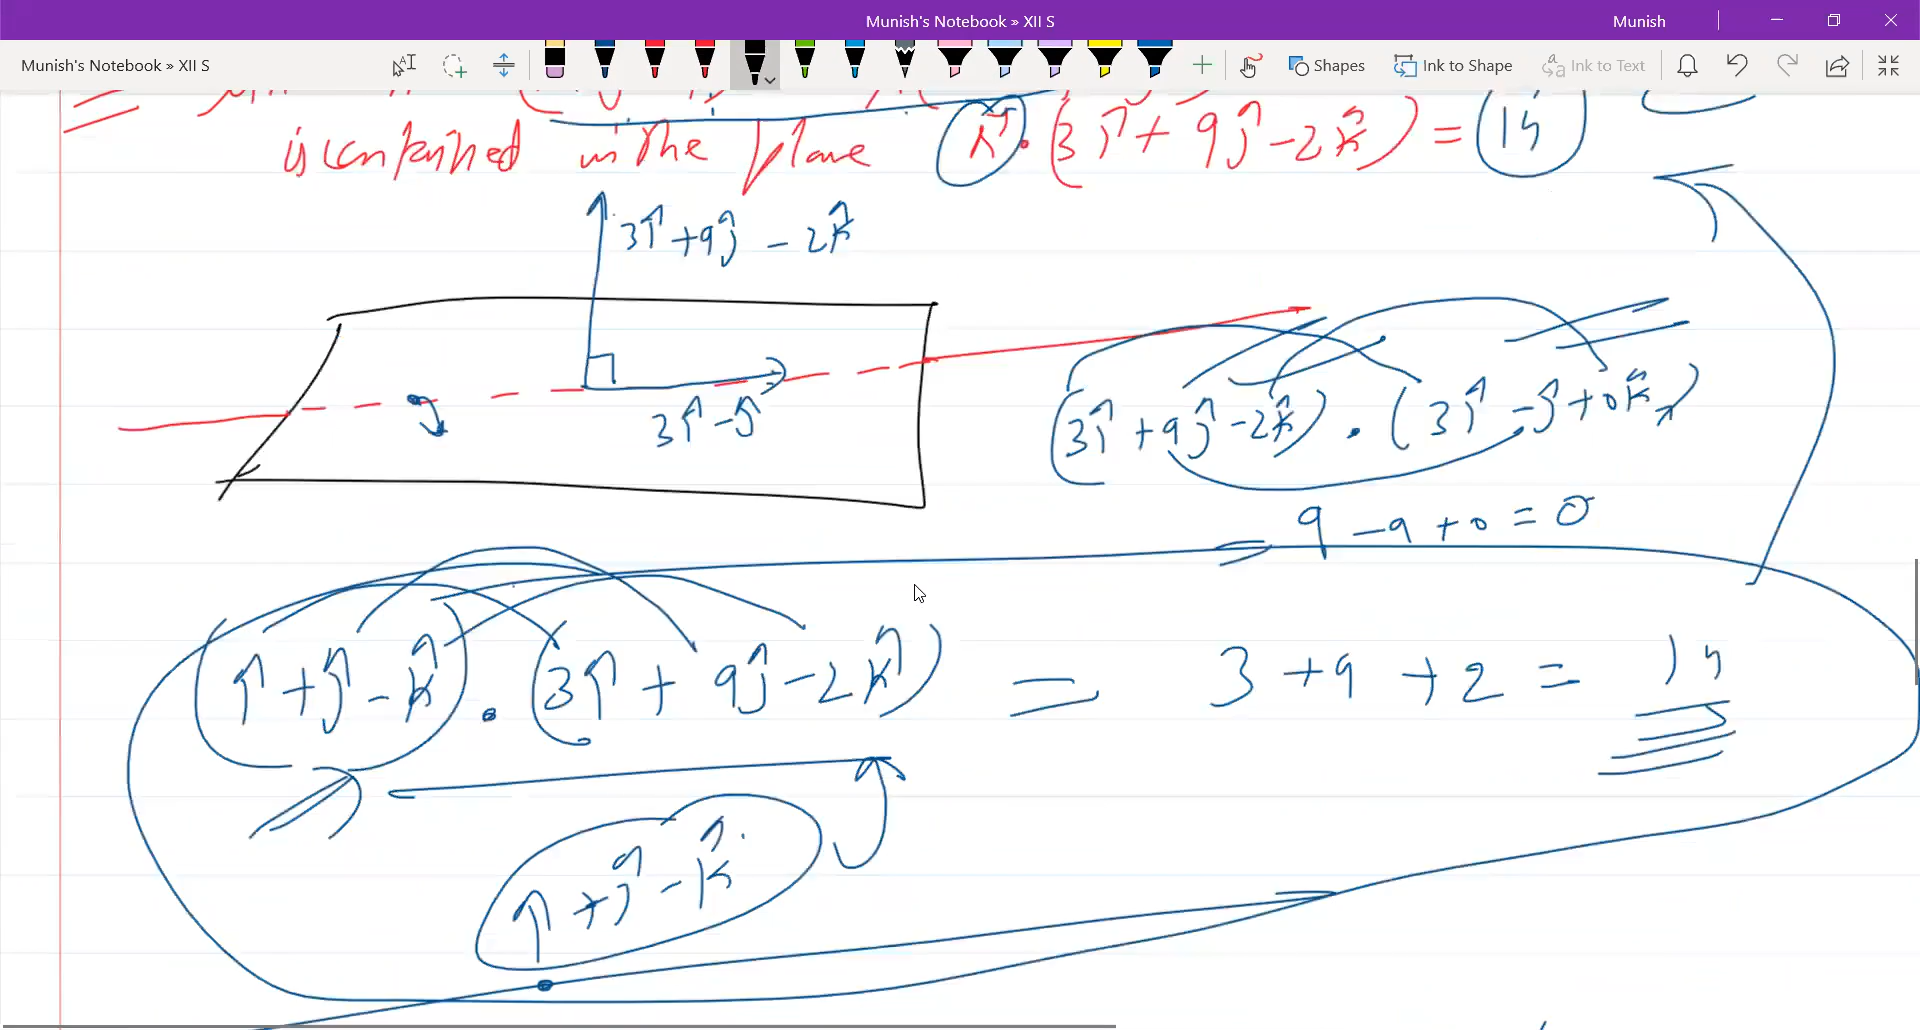 Munish's Notebook » XII S
Munish
Munish's Notebook » XII S
Shapes
Ink to Shape
Ink to Text
is contained in the plane r⃗.(3î + 9ĵ - 2k̂) = 14
3î + 9ĵ - 2k̂
3î - ĵ
(3î + 9ĵ - 2k̂) . (3î - ĵ + 0k̂)
9 - 9 + 0 = 0
(î + ĵ - k̂) . (3î + 9ĵ - 2k̂) = 3 + 9 + 2 = 14
î + ĵ - k̂